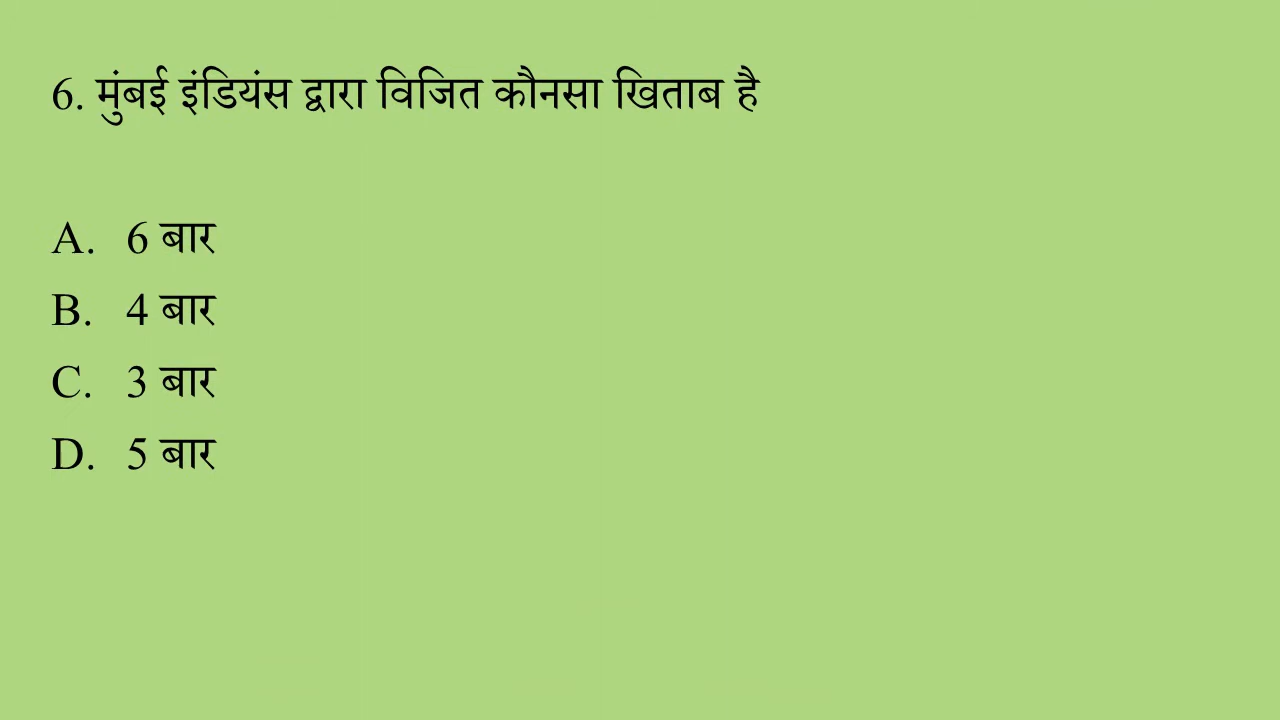 6. मुंबई इंडियंस द्वारा विजित कौनसा खिताब है
A. 6 बार
B. 4 बार
C. 3 बार
D. 5 बार